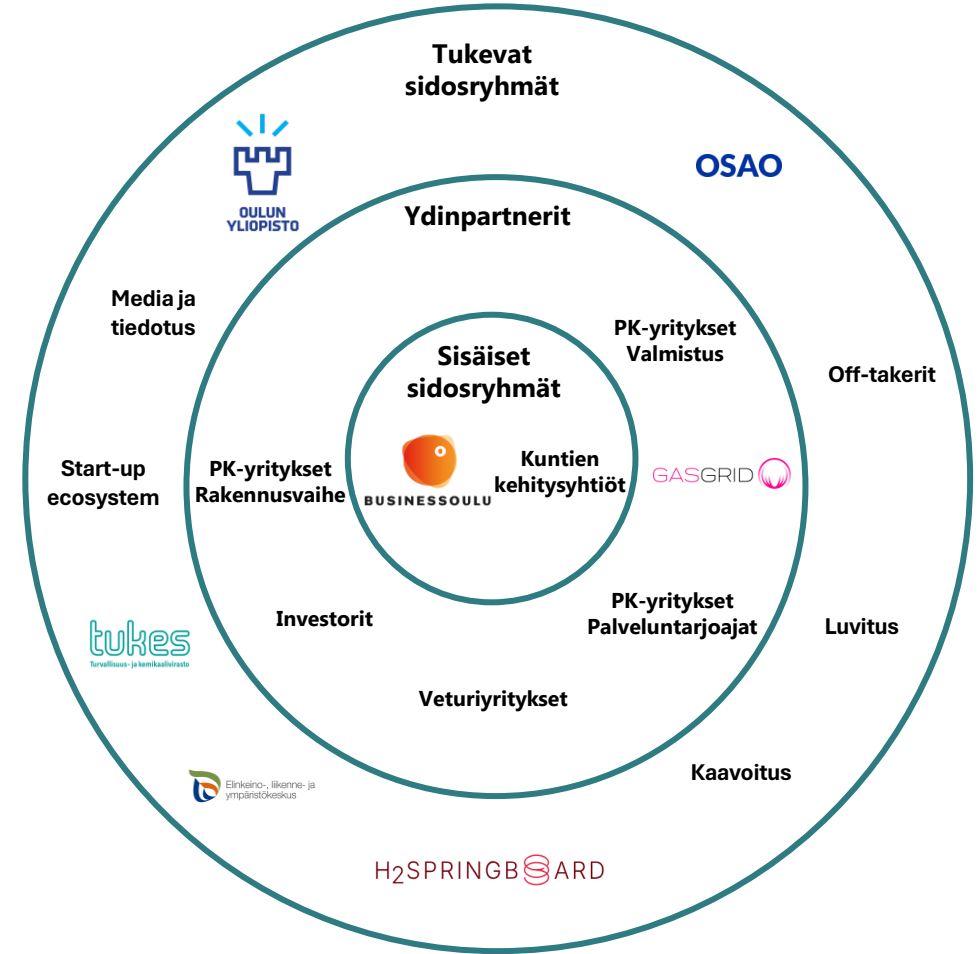 Tukevat
sidosryhmät
OULUN
YLIOPISTO
OSAO
Ydinpartnerit
Media ja
tiedotus
PK-yritykset
Valmistus
Sisäiset
sidosryhmät
Off-takerit
Start-up
ecosystem
PK-yritykset
Rakennusvaihe
BUSINESSOULU
Kuntien
kehitysyhtiöt
GASGRID
Investorit
PK-yritykset
Palveluntarjoajat
Luvitus
tukes
Turvallisuus- ja kemikaalivirasto
Veturiyritykset
Kaavoitus
Elinkeino-, liikenne- ja
ympäristökeskus
H2SPRINGBOARD